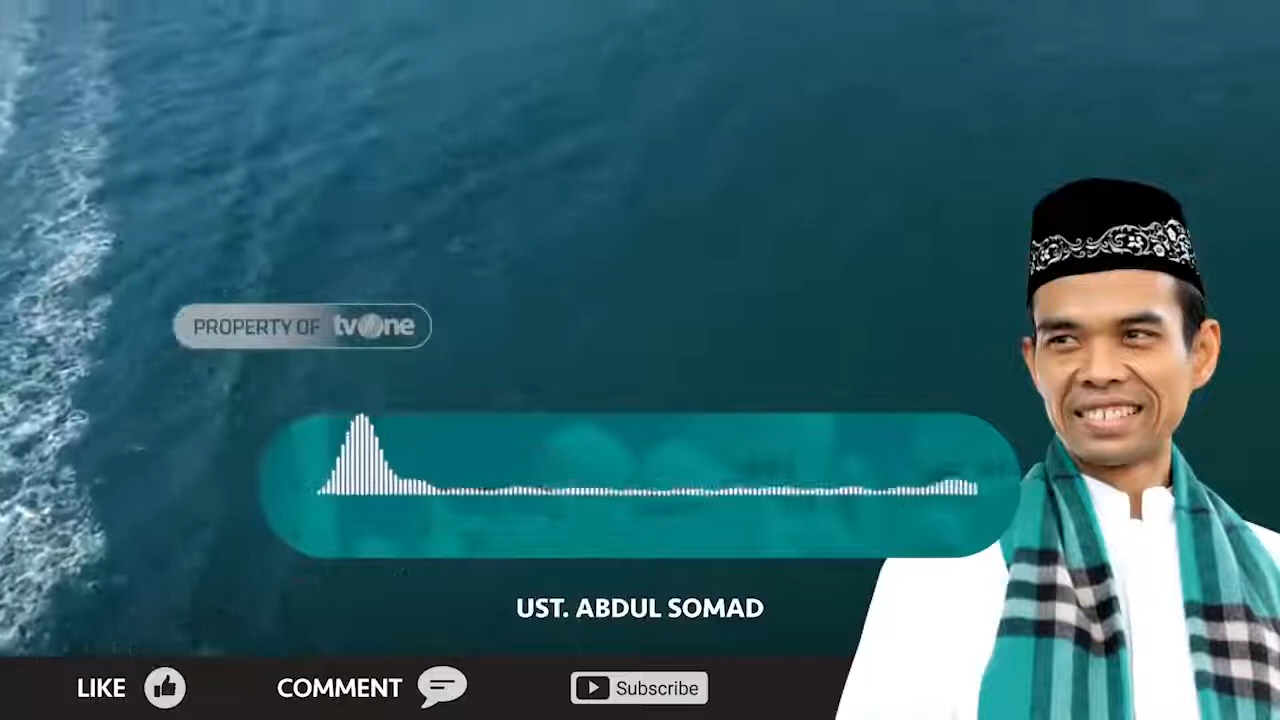 PROPERTY OF tvOne
UST. ABDUL SOMAD
LIKE
COMMENT
Subscribe